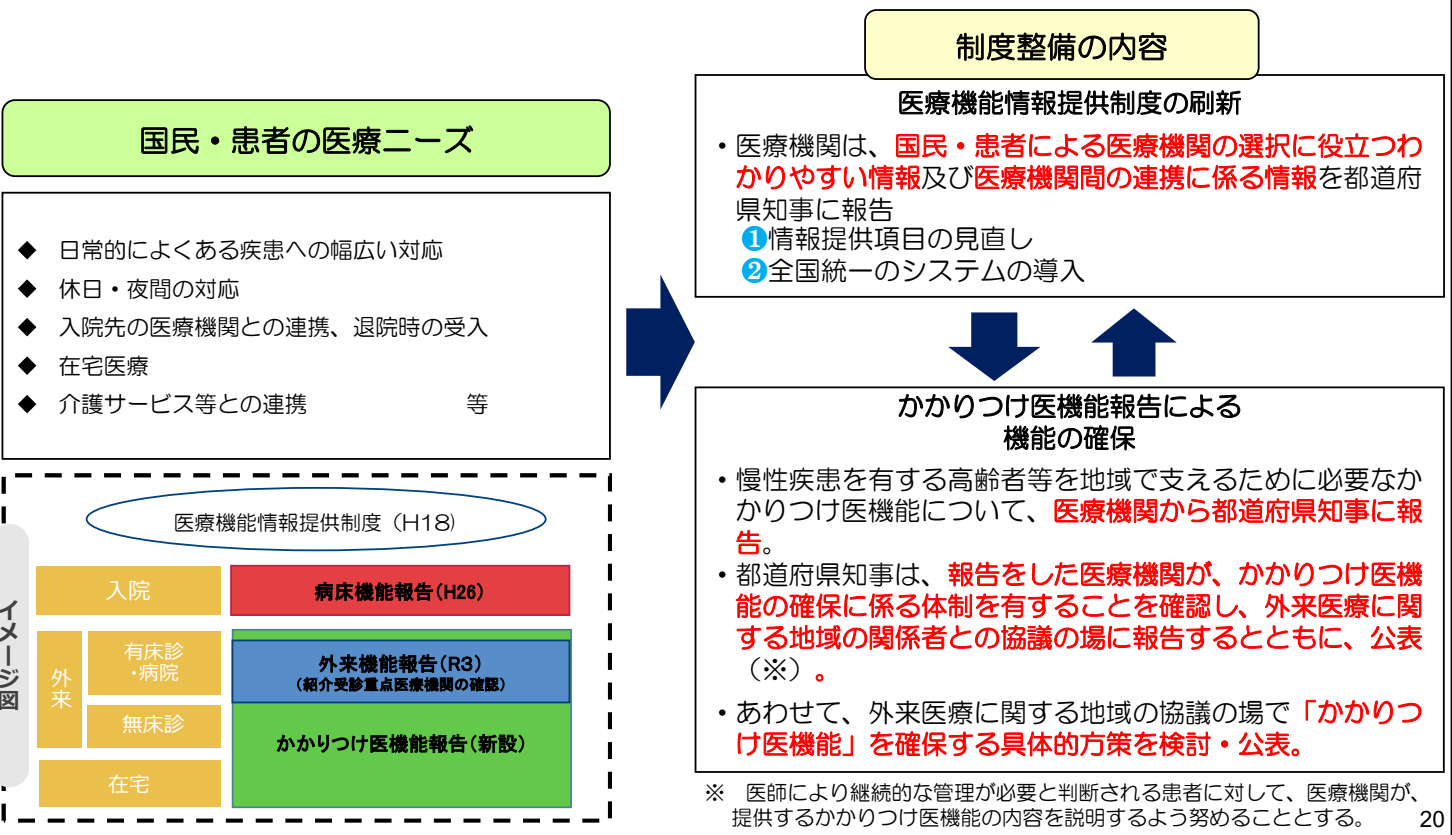 国民・患者の医療ニーズ
◆ 日常的によくある疾患への幅広い対応
◆ 休日・夜間の対応
◆ 入院先の医療機関との連携、退院時の受入
◆ 在宅医療
◆ 介護サービス等との連携 等
イメージ図
医療機能情報提供制度（H18）
入院
病床機能報告(H26)
外来
有床診
・病院
外来機能報告(R3)
(紹介受診重点医療機関の確認)
無床診
かかりつけ医機能報告(新設)
在宅
制度整備の内容
医療機能情報提供制度の刷新
・医療機関は、国民・患者による医療機関の選択に役立つわ
かりやすい情報及び医療機関間の連携に係る情報を都道府
県知事に報告
❶情報提供項目の見直し
❷全国統一のシステムの導入
かかりつけ医機能報告による
機能の確保
・慢性疾患を有する高齢者等を地域で支えるために必要なか
かりつけ医機能について、医療機関から都道府県知事に報
告。
・都道府県知事は、報告をした医療機関が、かかりつけ医機
能の確保に係る体制を有することを確認し、外来医療に関
する地域の関係者との協議の場に報告するとともに、公表
（※）。
・あわせて、外来医療に関する地域の協議の場で「かかりつ
け医機能」を確保する具体的方策を検討・公表。
※ 医師により継続的な管理が必要と判断される患者に対して、医療機関が、
提供するかかりつけ医機能の内容を説明するよう努めることとする。
20